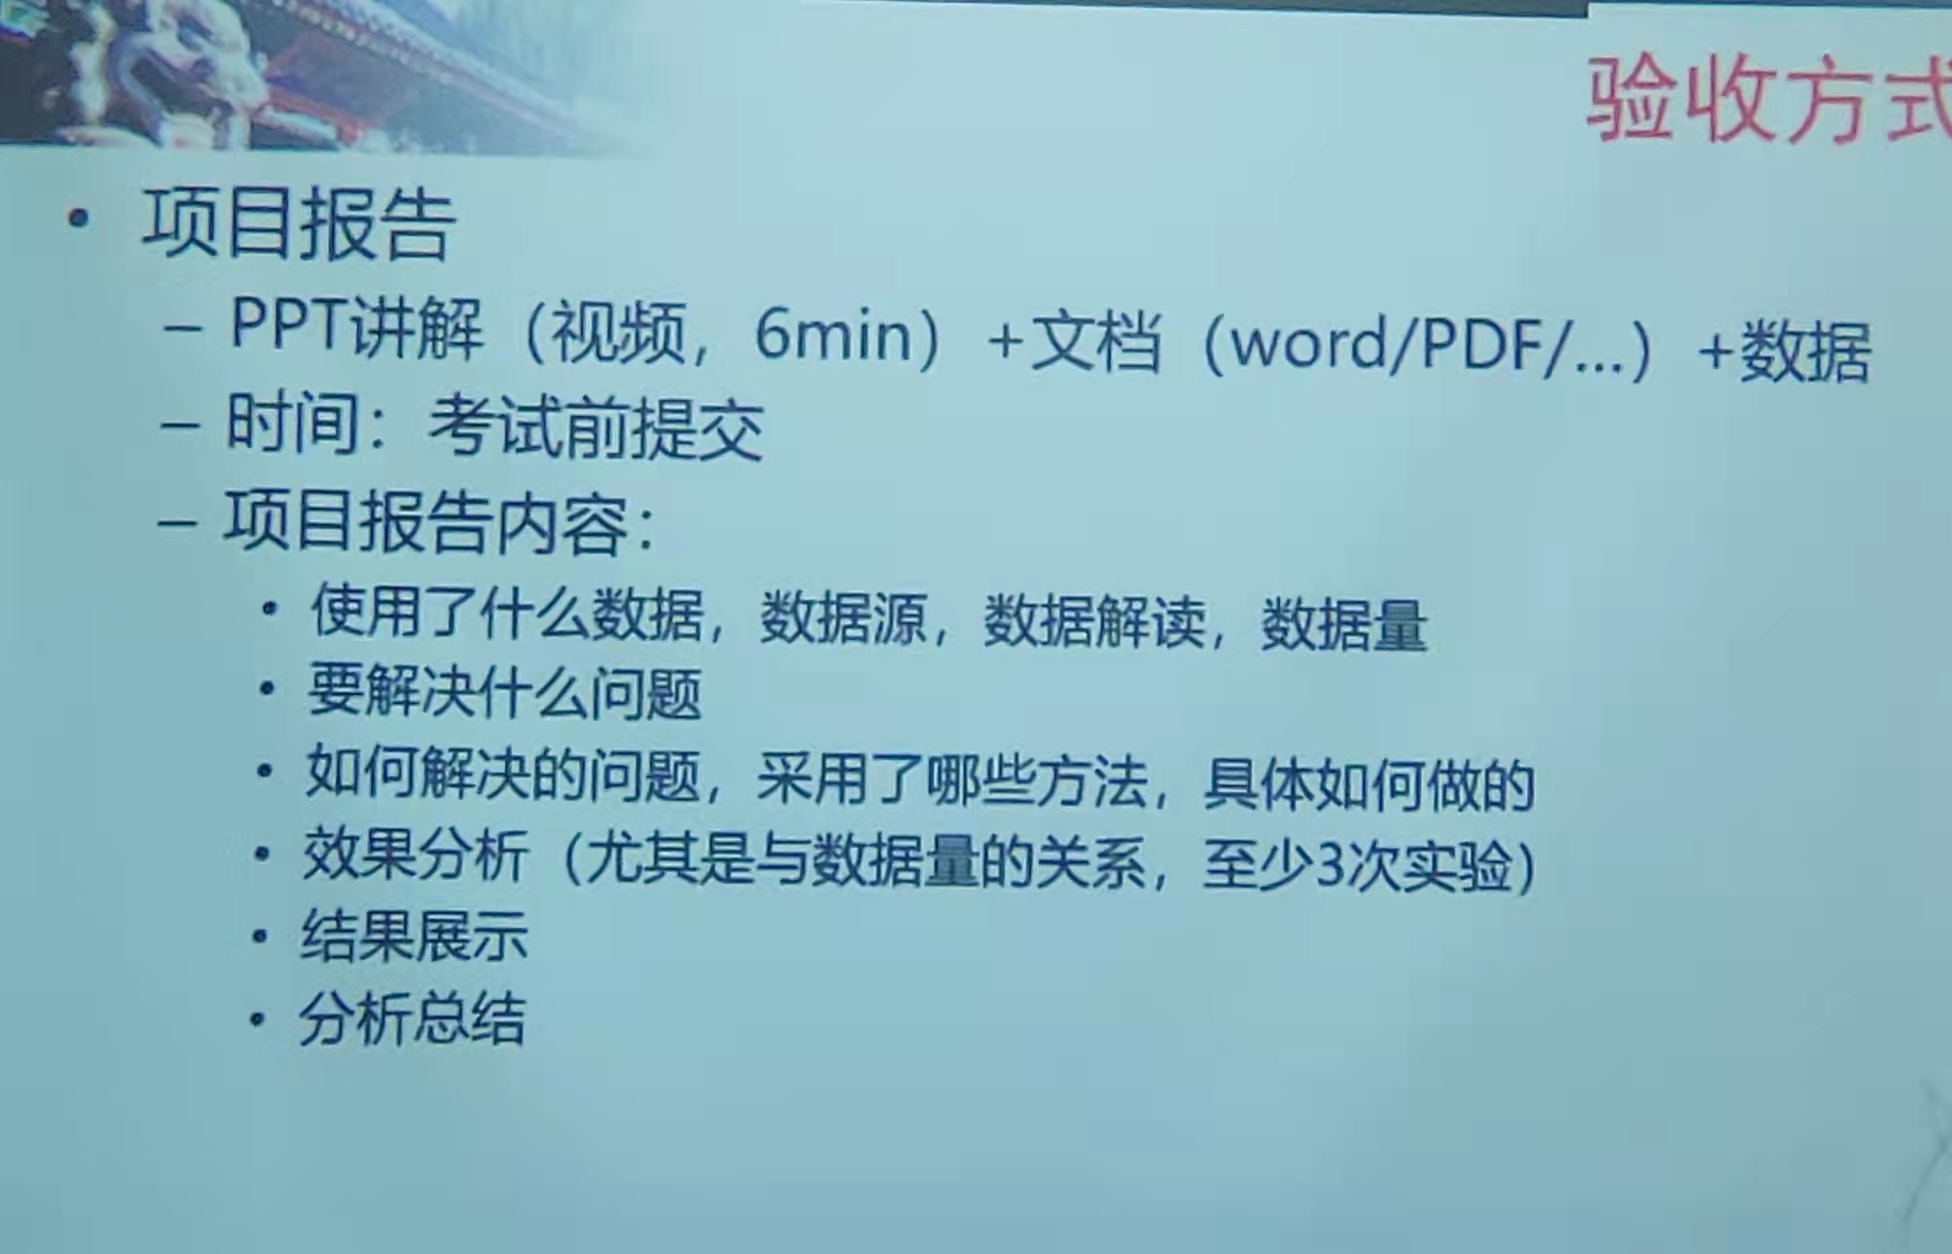 验收方式
• 项目报告
– PPT讲解（视频，6min）+文档（word/PDF/...）+数据
– 时间：考试前提交
– 项目报告内容：
• 使用了什么数据，数据源，数据解读，数据量
• 要解决什么问题
• 如何解决的问题，采用了哪些方法，具体如何做的
• 效果分析（尤其是与数据量的关系，至少3次实验）
• 结果展示
• 分析总结